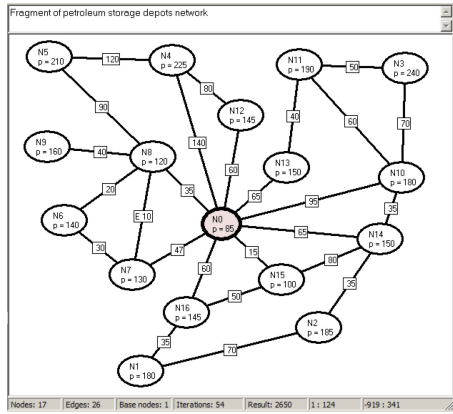 Fragment of petroleum storage depots network
N5
p = 210
120
N4
p = 225
N11
p = 190
50
N3
p = 240
80
90
N12
p = 145
40
60
70
N9
p = 160
40
N8
p = 120
140
N13
p = 150
60
N10
p = 180
20
35
65
95
N6
p = 140
E 10
N0
p = 85
35
30
47
65
N14
p = 150
N7
p = 130
60
15
80
N15
p = 100
50
35
N16
p = 145
N2
p = 185
35
70
N1
p = 180
Nodes: 17 Edges: 26 Base nodes: 1 Iterations: 54 Result: 2650 1 : 124 -919 : 341